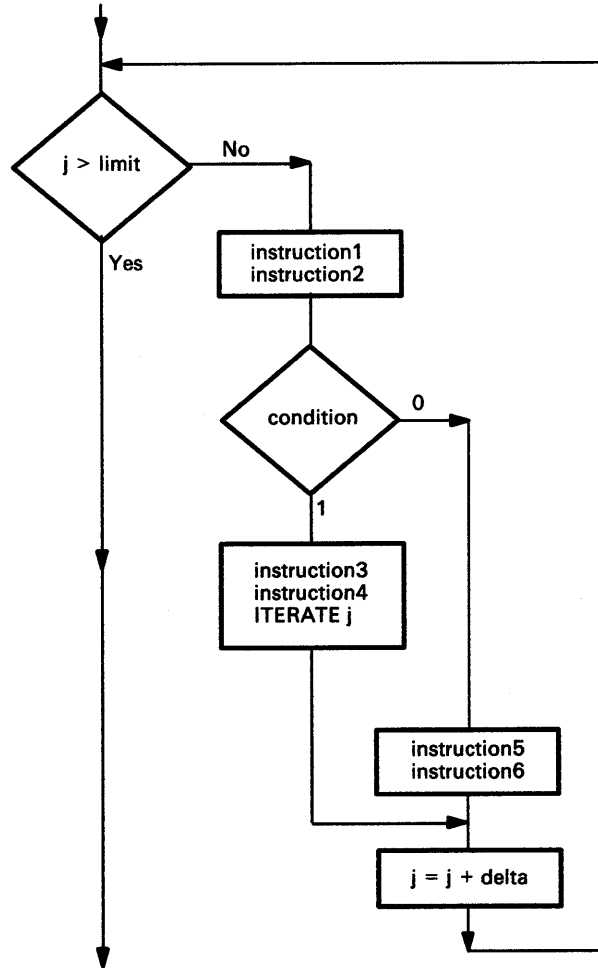 j > limit
No
Yes
instruction1
instruction2
condition
0
1
instruction3
instruction4
ITERATE j
instruction5
instruction6
j = j + delta